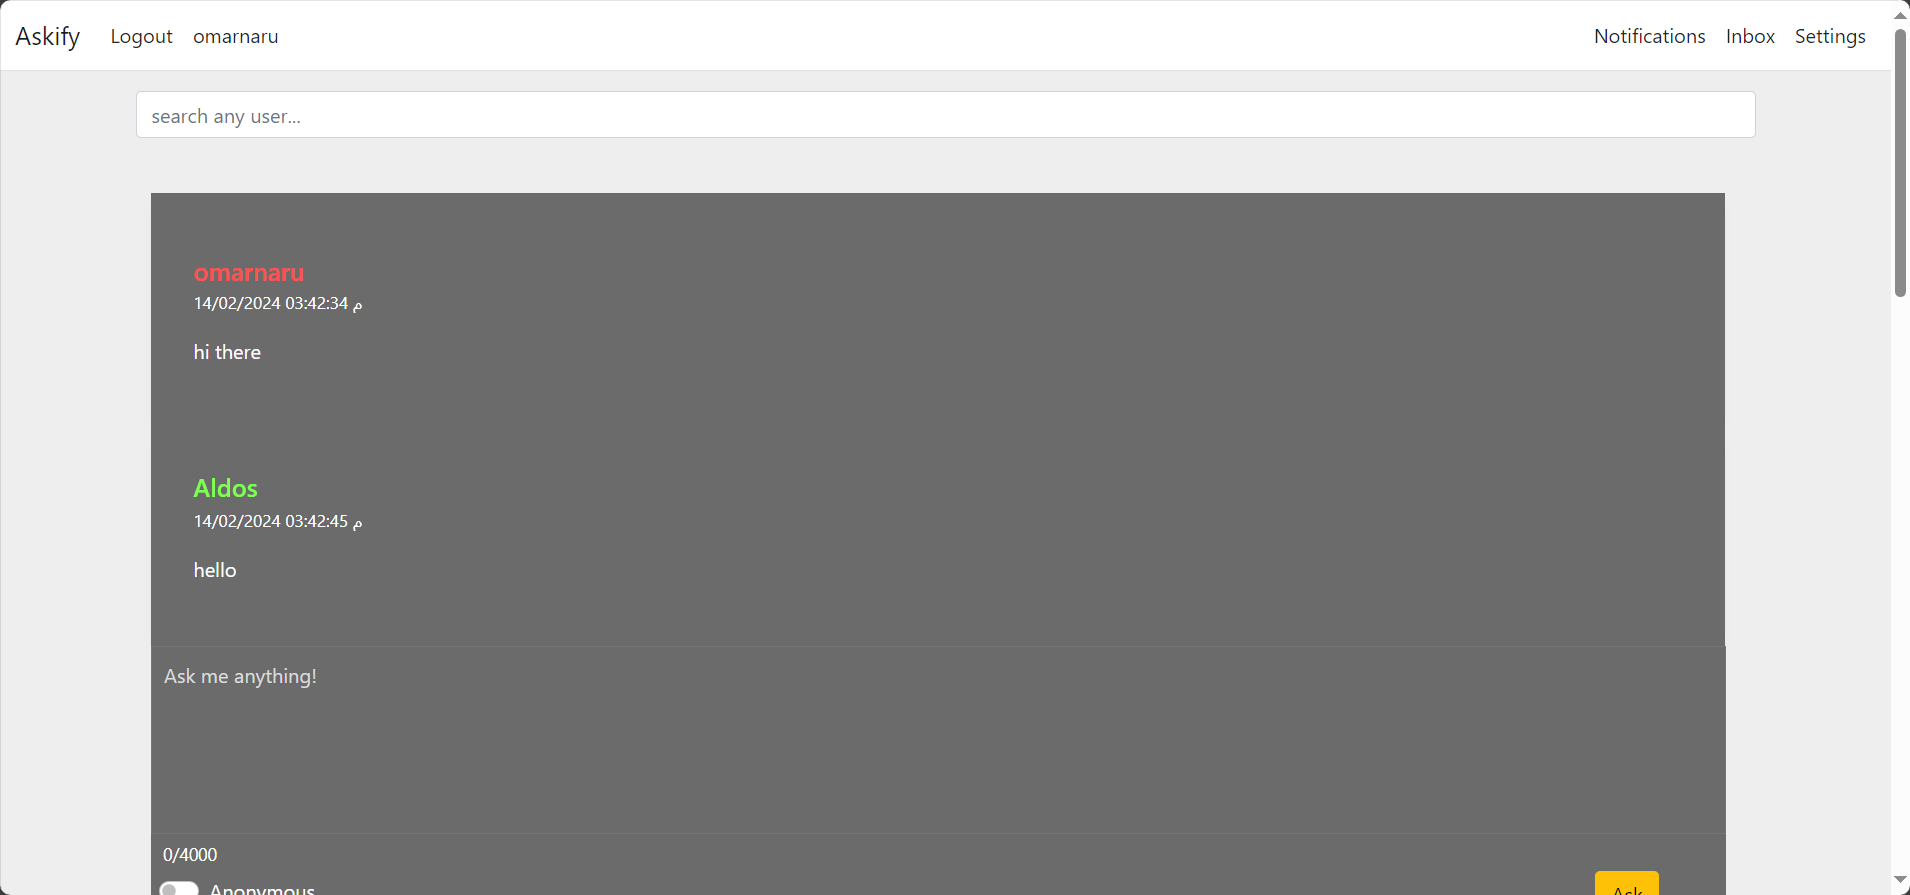 Askify Logout omarnaru Notifications Inbox Settings
search any user...
omarnaru
14/02/2024 03:42:34 م
hi there
Aldos
14/02/2024 03:42:45 م
hello
Ask me anything!
0/4000
Anonymous Ask